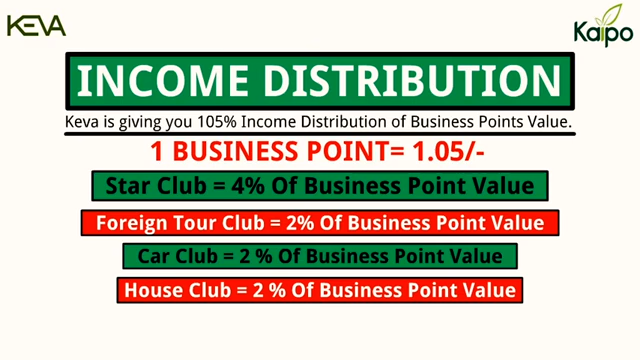 KEVA
Kaipo
INCOME DISTRIBUTION
Keva is giving you 105% Income Distribution of Business Points Value.
1 BUSINESS POINT= 1.05/-
Star Club = 4% Of Business Point Value
Foreign Tour Club = 2% Of Business Point Value
Car Club = 2 % Of Business Point Value
House Club = 2 % Of Business Point Value